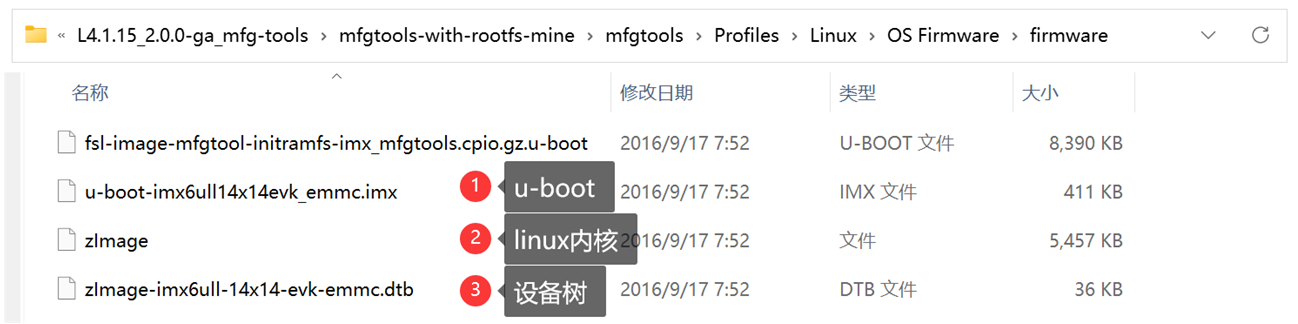 « L4.1.15_2.0.0-ga_mfg-tools › mfgtools-with-rootfs-mine › mfgtools › Profiles › Linux › OS Firmware › firmware
名称 修改日期 类型 大小
fsl-image-mfgtool-initramfs-imx_mfgtools.cpio.gz.u-boot 2016/9/17 7:52 U-BOOT 文件 8,390 KB
u-boot-imx6ull14x14evk_emmc.imx 1 u-boot 2016/9/17 7:52 IMX 文件 411 KB
zImage 2 linux内核 2016/9/17 7:52 文件 5,457 KB
zImage-imx6ull-14x14-evk-emmc.dtb 3 设备树 2016/9/17 7:52 DTB 文件 36 KB